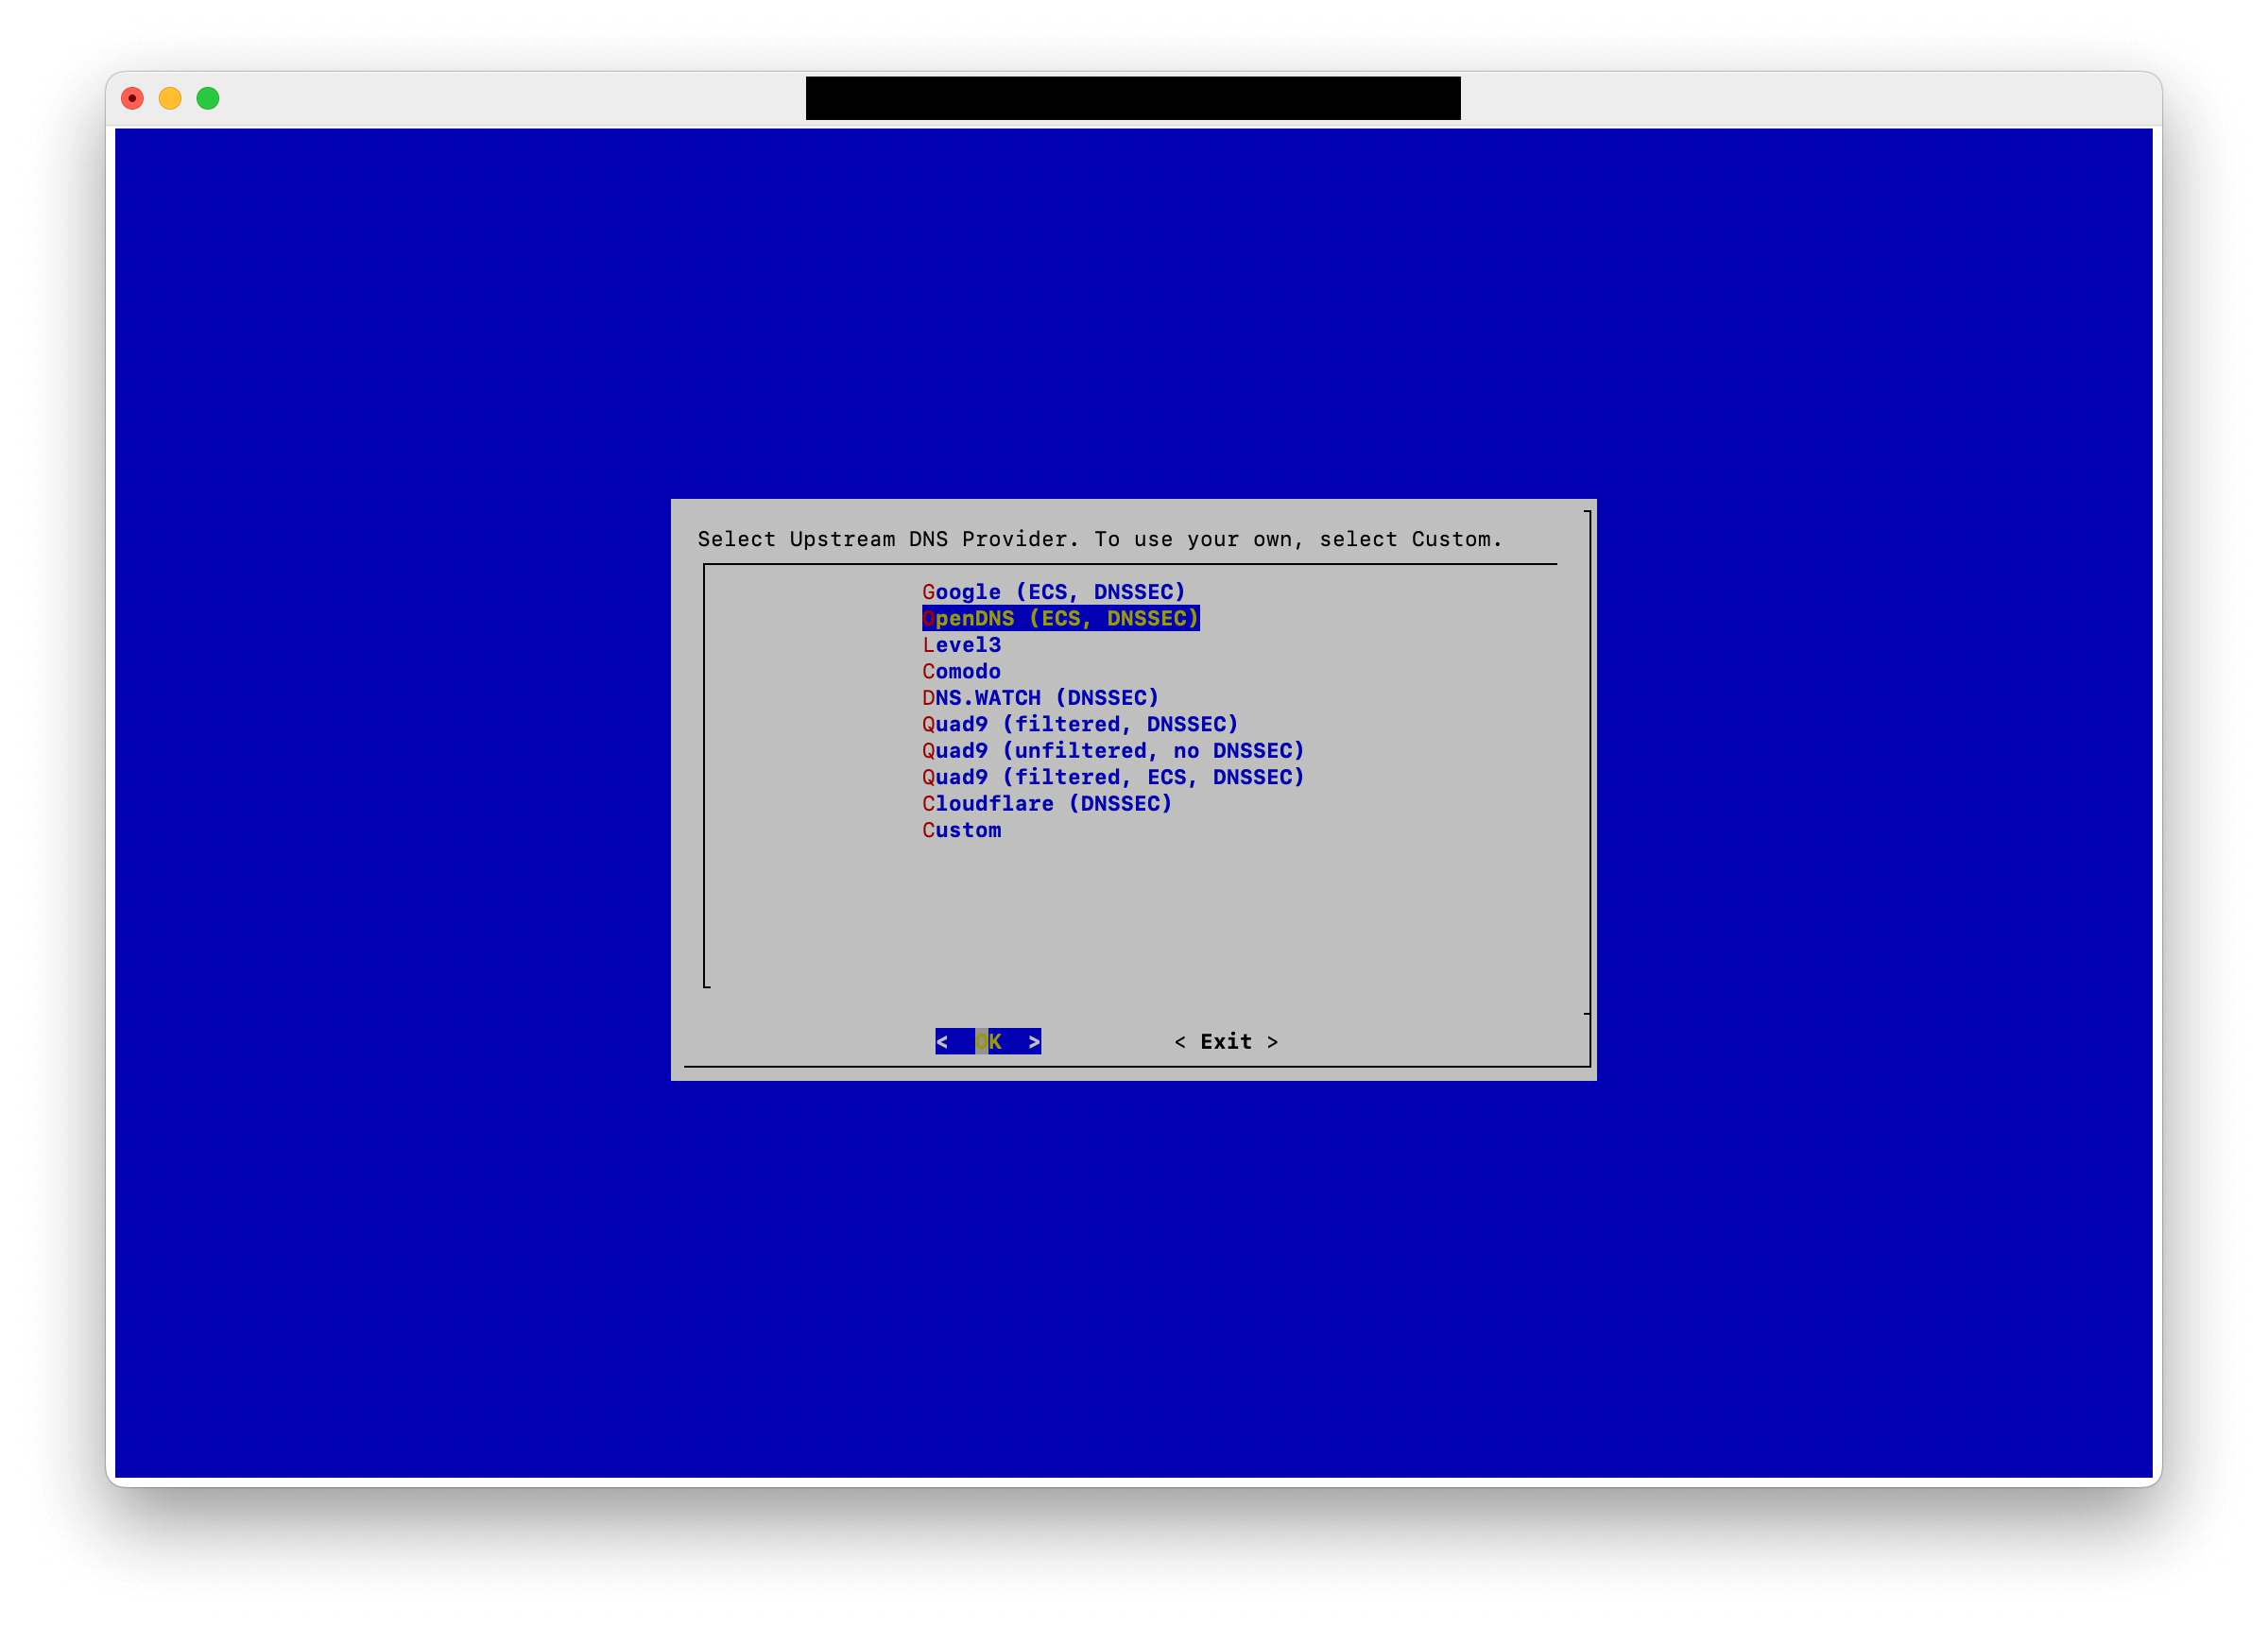 Select Upstream DNS Provider. To use your own, select Custom.
Google (ECS, DNSSEC)
OpenDNS (ECS, DNSSEC)
Level3
Comodo
DNS.WATCH (DNSSEC)
Quad9 (filtered, DNSSEC)
Quad9 (unfiltered, no DNSSEC)
Quad9 (filtered, ECS, DNSSEC)
Cloudflare (DNSSEC)
Custom
<  OK  > < Exit >